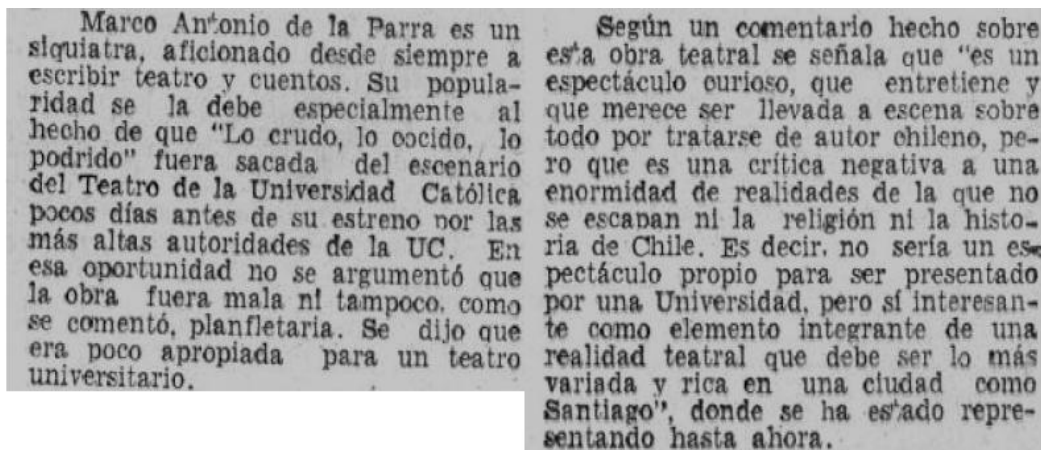 Marco Antonio de la Parra es un
siquiatra, aficionado desde siempre a
escribir teatro y cuentos. Su popula-
ridad se la debe especialmente al
hecho de que "Lo crudo, lo cocido, lo
podrido" fuera sacada del escenario
del Teatro de la Universidad Católica
pocos días antes de su estreno por las
más altas autoridades de la UC. En
esa oportunidad no se argumentó que
la obra fuera mala ni tampoco, como
se comentó, planfletaria. Se dijo que
era poco apropiada para un teatro
universitario.
Según un comentario hecho sobre
esta obra teatral se señala que "es un
espectáculo curioso, que entretiene y
que merece ser llevada a escena sobre
todo por tratarse de autor chileno, pe-
ro que es una crítica negativa a una
enormidad de realidades de la que no
se escapan ni la religión ni la histo-
ria de Chile. Es decir, no sería un es-
pectáculo propio para ser presentado
por una Universidad, pero sí interesan-
te como elemento integrante de una
realidad teatral que debe ser lo más
variada y rica en una ciudad como
Santiago", donde se ha estado repre-
sentando hasta ahora.